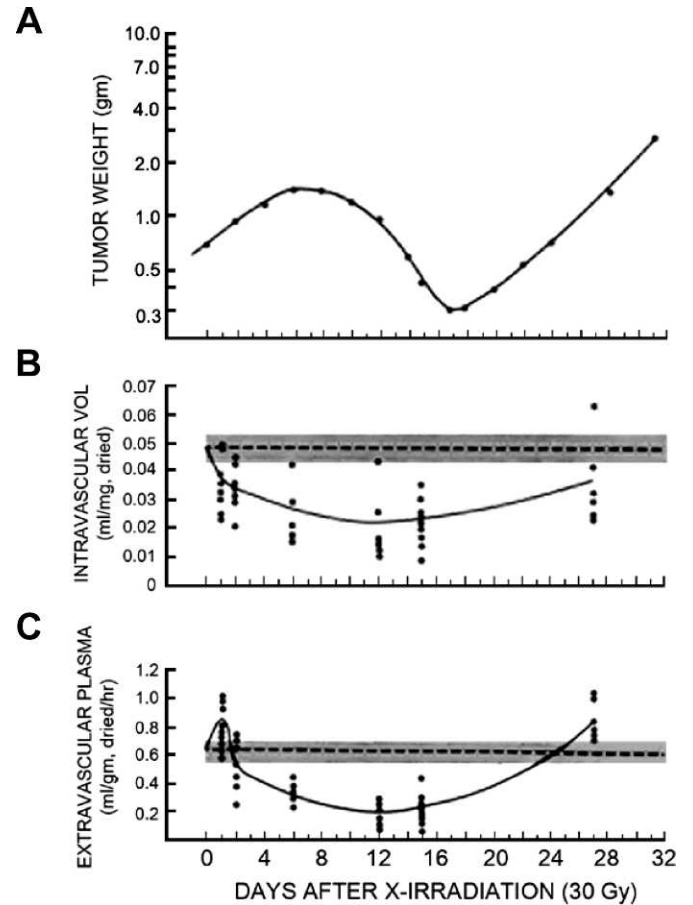 A
TUMOR WEIGHT (gm)
10.0
7.0
4.0
2.0
1.0
0.5
0.3
B
INTRAVASCULAR VOL
(ml/mg, dried)
0.07
0.06
0.05
0.04
0.03
0.02
0.01
0
C
EXTRAVASCULAR PLASMA
(ml/gm, dried/hr)
1.2
1.0
0.8
0.6
0.4
0.2
0 4 8 12 16 20 24 28 32
DAYS AFTER X-IRRADIATION (30 Gy)